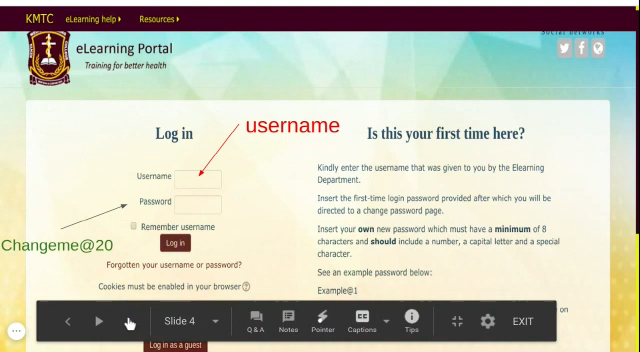 KMTC eLearning help Resources
Social networks
eLearning Portal
Training for better health
Log in
username
Is this your first time here?
Username
Password
Changeme@20
Remember username
Log in
Forgotten your username or password?
Cookies must be enabled in your browser
Log in as a guest
Kindly enter the username that was given to you by the Elearning
Department.
Insert the first-time login password provided after which you will be
directed to a change password page.
Insert your own new password which must have a minimum of 8
characters and should include a number, a capital letter and a special
character.
See an example password below:
Example@1
on
Slide 4
Q & A Notes Pointer Captions Tips EXIT